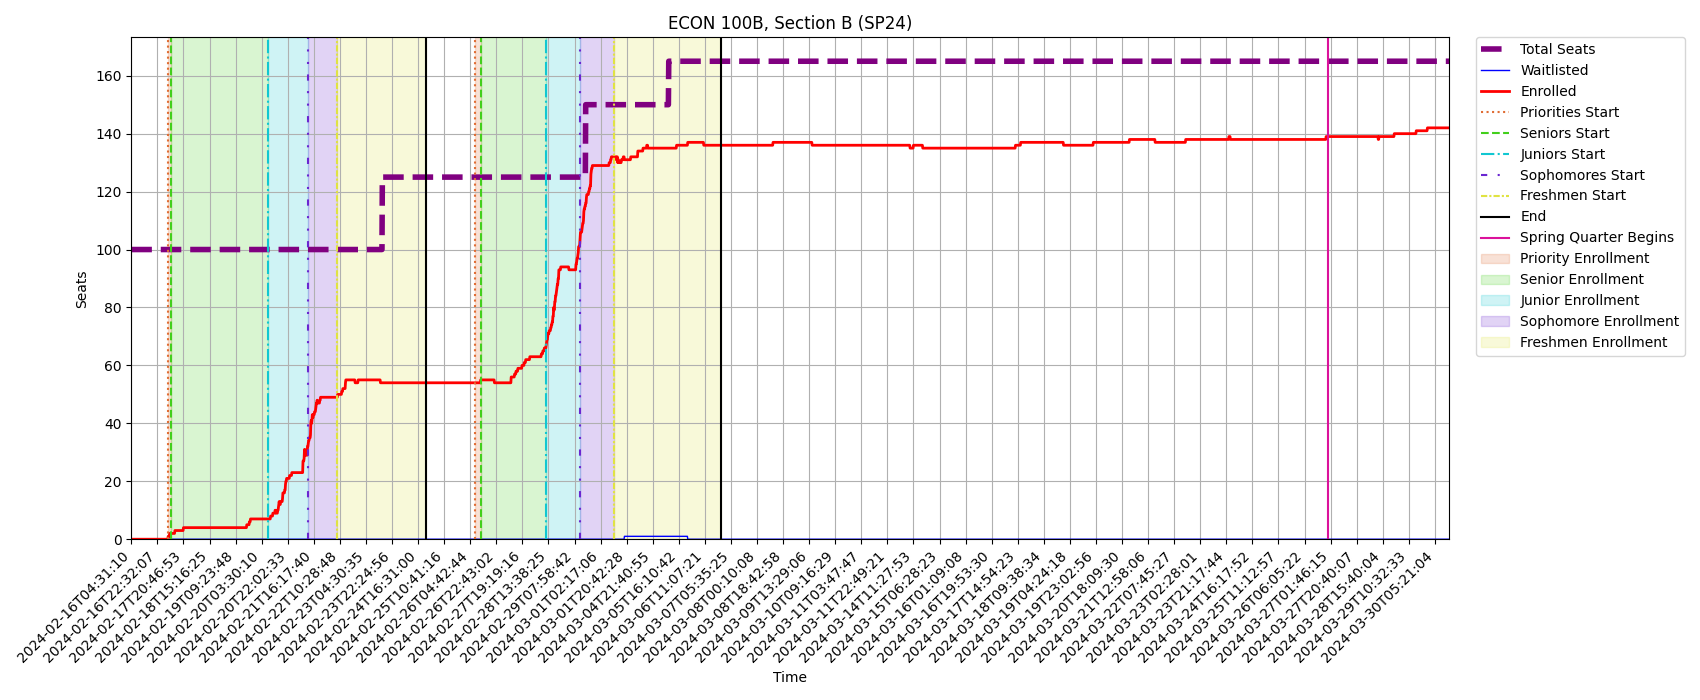 ECON 100B, Section B (SP24)
Seats
160
140
120
100
80
60
40
20
0
2024-02-16T04:31:10
2024-02-16T22:32:07
2024-02-17T20:46:53
2024-02-18T15:16:25
2024-02-19T09:23:48
2024-02-20T03:30:10
2024-02-20T22:02:33
2024-02-21T16:17:40
2024-02-22T10:28:48
2024-02-23T04:30:35
2024-02-23T22:24:56
2024-02-24T16:31:00
2024-02-25T10:41:16
2024-02-26T04:42:44
2024-02-26T22:43:02
2024-02-27T19:19:16
2024-02-28T13:38:25
2024-02-29T07:58:42
2024-03-01T02:17:06
2024-03-01T20:42:28
2024-03-04T21:40:55
2024-03-05T16:10:42
2024-03-06T11:07:21
2024-03-07T05:35:25
2024-03-08T00:10:08
2024-03-08T18:42:58
2024-03-09T13:29:06
2024-03-10T09:16:29
2024-03-11T03:47:47
2024-03-11T22:49:21
2024-03-14T11:27:53
2024-03-15T06:28:23
2024-03-16T01:09:08
2024-03-16T19:53:30
2024-03-17T14:54:23
2024-03-18T09:38:34
2024-03-19T04:24:18
2024-03-19T23:02:56
2024-03-20T18:09:30
2024-03-21T12:58:06
2024-03-22T07:45:27
2024-03-23T02:28:01
2024-03-23T21:17:44
2024-03-24T16:17:52
2024-03-25T11:12:57
2024-03-26T06:05:22
2024-03-27T01:46:15
2024-03-27T20:40:07
2024-03-28T15:40:04
2024-03-29T10:32:33
2024-03-30T05:21:04
Time
Total Seats
Waitlisted
Enrolled
Priorities Start
Seniors Start
Juniors Start
Sophomores Start
Freshmen Start
End
Spring Quarter Begins
Priority Enrollment
Senior Enrollment
Junior Enrollment
Sophomore Enrollment
Freshmen Enrollment